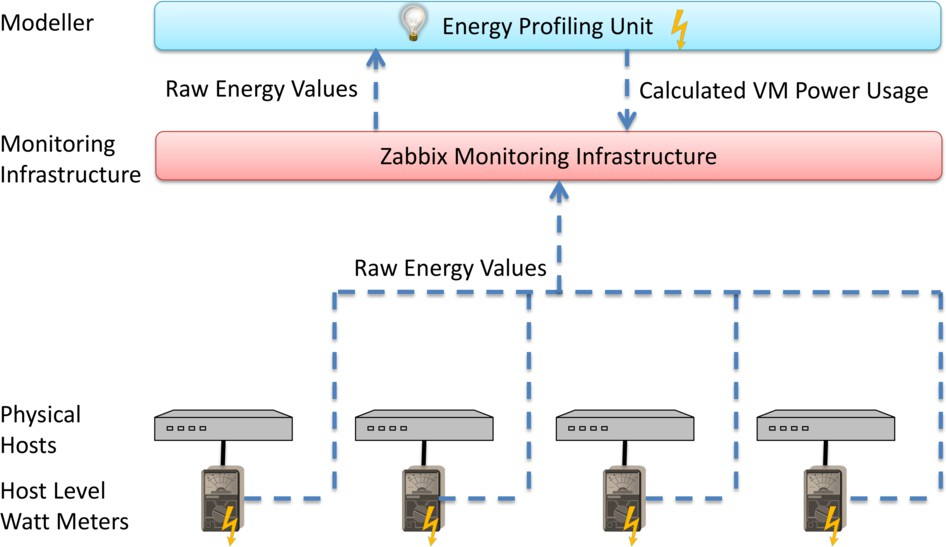 Modeller
Energy Profiling Unit
Raw Energy Values
Calculated VM Power Usage
Monitoring
Infrastructure
Zabbix Monitoring Infrastructure
Raw Energy Values
Physical
Hosts
Host Level
Watt Meters